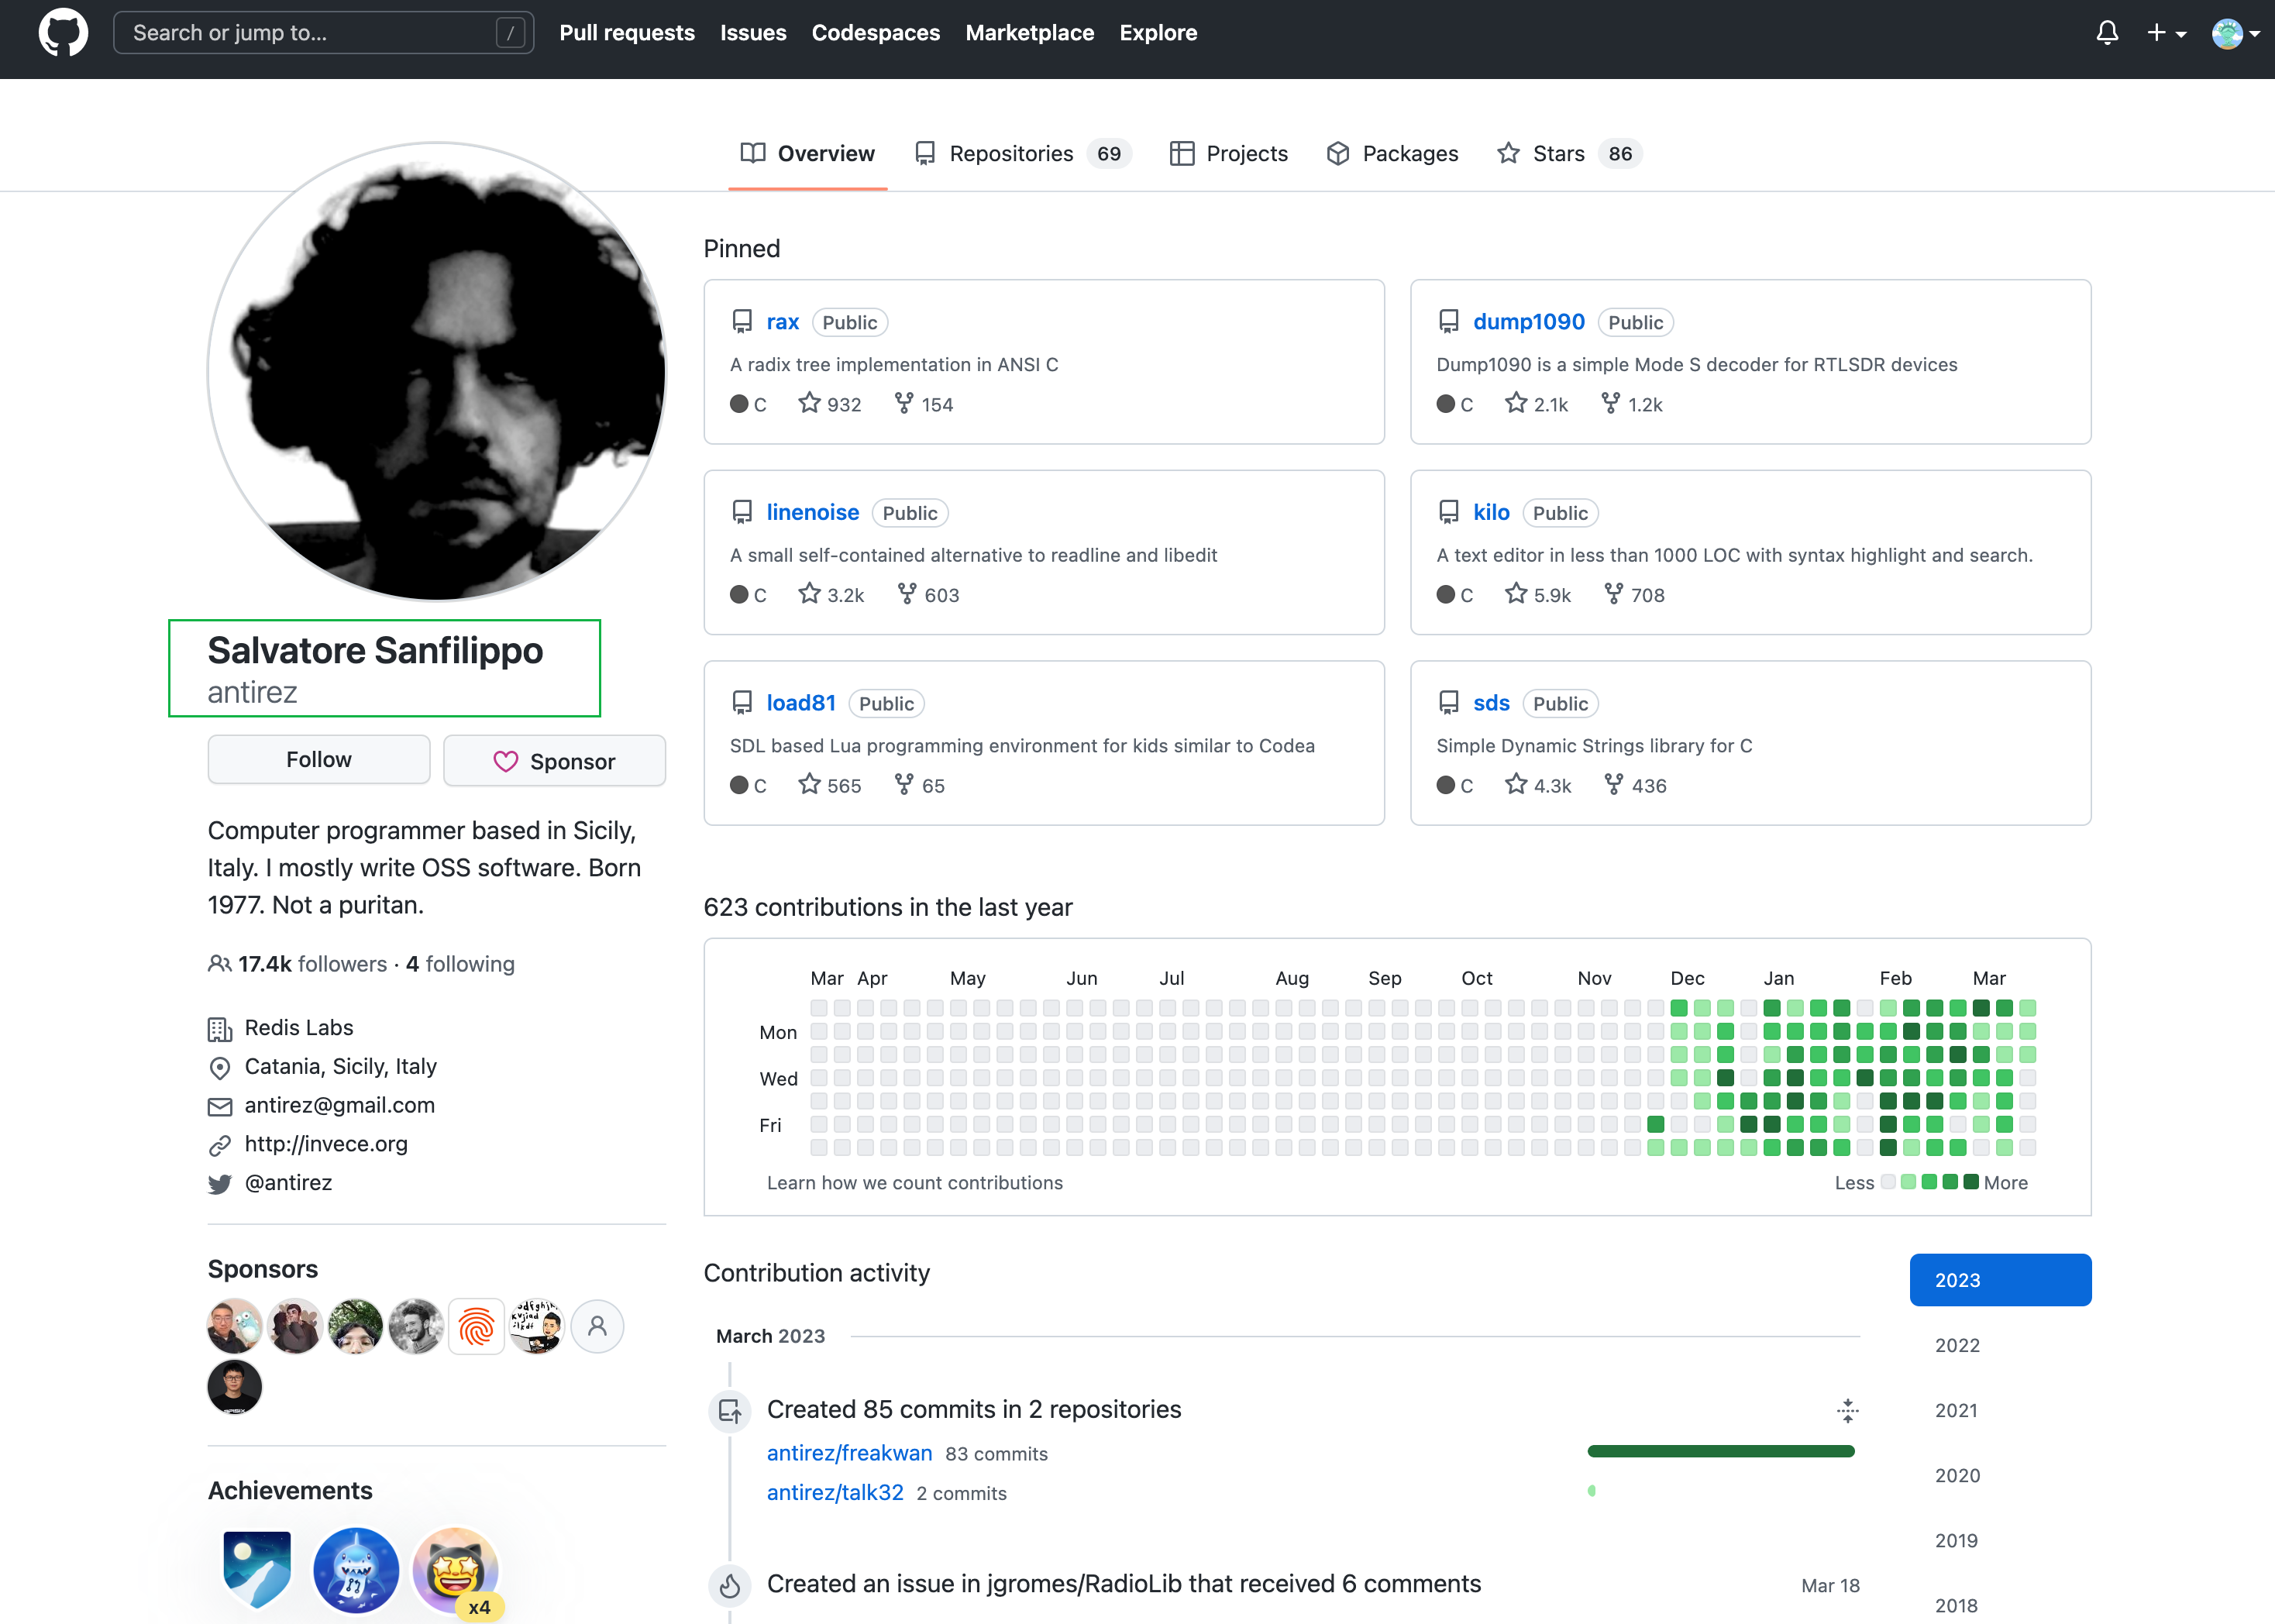 Search or jump to...
/
Pull requests
Issues
Codespaces
Marketplace
Explore
Overview
Repositories 69
Projects
Packages
Stars 86
Salvatore Sanfilippo
antirez
Follow
Sponsor
Computer programmer based in Sicily,
Italy. I mostly write OSS software. Born
1977. Not a puritan.
17.4k followers · 4 following
Redis Labs
Catania, Sicily, Italy
antirez@gmail.com
http://invece.org
@antirez
Sponsors
Achievements
x4
Pinned
rax Public
A radix tree implementation in ANSI C
C 932 154
dump1090 Public
Dump1090 is a simple Mode S decoder for RTLSDR devices
C 2.1k 1.2k
linenoise Public
A small self-contained alternative to readline and libedit
C 3.2k 603
kilo Public
A text editor in less than 1000 LOC with syntax highlight and search.
C 5.9k 708
load81 Public
SDL based Lua programming environment for kids similar to Codea
C 565 65
sds Public
Simple Dynamic Strings library for C
C 4.3k 436
623 contributions in the last year
Mar Apr May Jun Jul Aug Sep Oct Nov Dec Jan Feb Mar
Mon
Wed
Fri
Learn how we count contributions
Less More
Contribution activity
March 2023
Created 85 commits in 2 repositories
antirez/freakwan 83 commits
antirez/talk32 2 commits
Created an issue in jgromes/RadioLib that received 6 comments
Mar 18
2023
2022
2021
2020
2019
2018